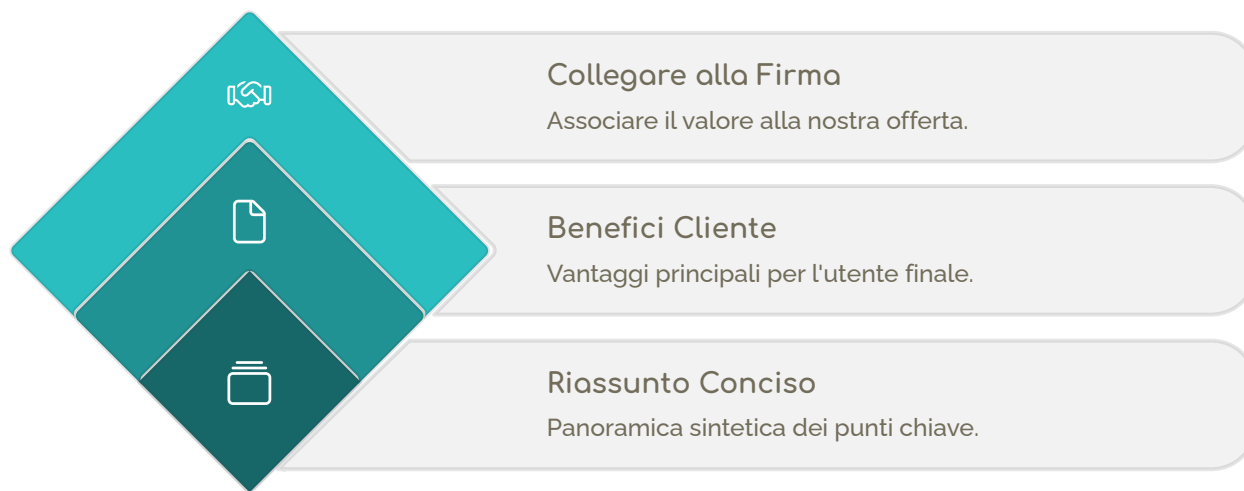 Collegare alla Firma
Associare il valore alla nostra offerta.
Benefici Cliente
Vantaggi principali per l'utente finale.
Riassunto Conciso
Panoramica sintetica dei punti chiave.